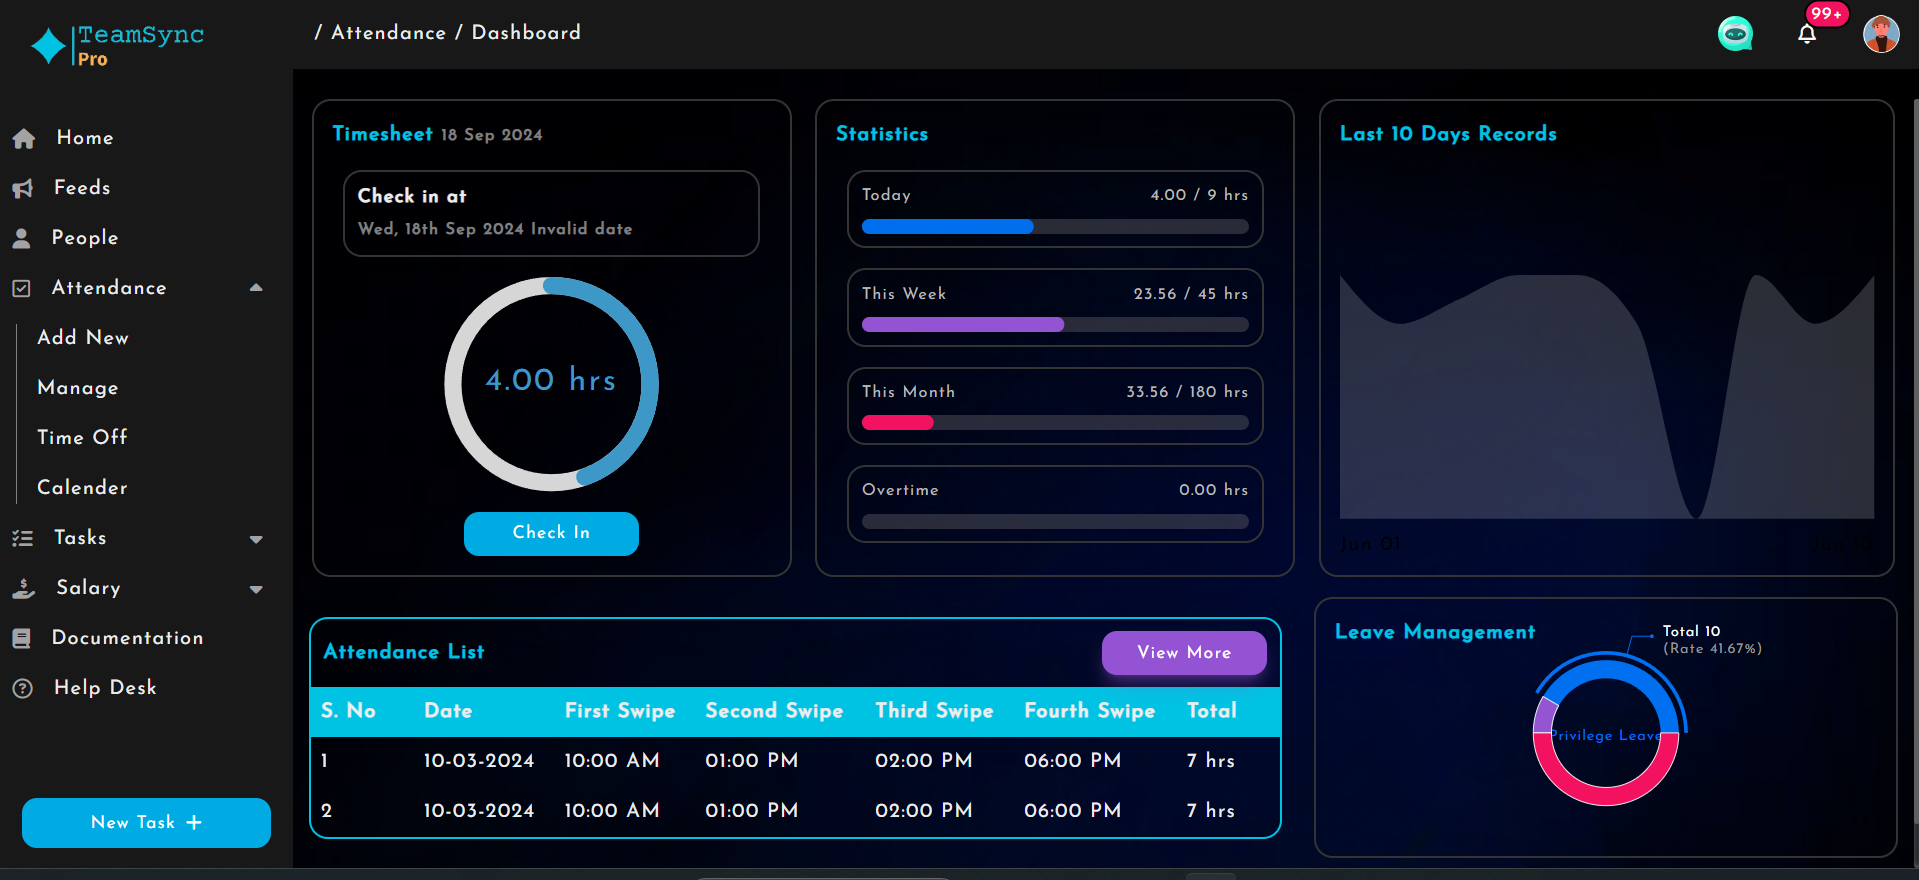 TeamSync
Pro
/ Attendance / Dashboard
99+
Home
Feeds
People
Attendance
Add New
Manage
Time Off
Calender
Tasks
Salary
Documentation
Help Desk
New Task +
Timesheet 18 Sep 2024
Check in at
Wed, 18th Sep 2024 Invalid date
4.00 hrs
Check In
Statistics
Today 4.00 / 9 hrs
This Week 23.56 / 45 hrs
This Month 33.56 / 180 hrs
Overtime 0.00 hrs
Last 10 Days Records
Jun 01 Jun 10
Attendance List
View More
S. No Date First Swipe Second Swipe Third Swipe Fourth Swipe Total
1 10-03-2024 10:00 AM 01:00 PM 02:00 PM 06:00 PM 7 hrs
2 10-03-2024 10:00 AM 01:00 PM 02:00 PM 06:00 PM 7 hrs
Leave Management
Total 10
(Rate 41.67%)
Privilege Leave